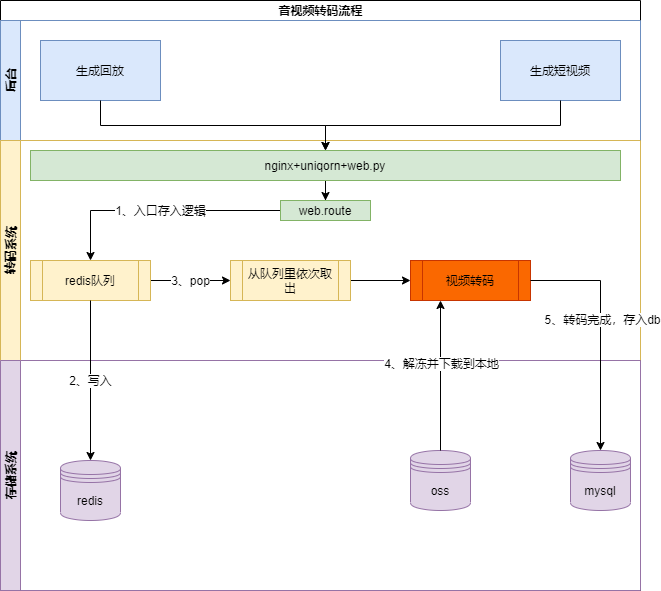 音视频转码流程
后台
生成回放
生成短视频
转码系统
nginx+uniqorn+web.py
web.route
1、入口存入逻辑
redis队列
3、pop
从队列里依次取
出
视频转码
5、转码完成，存入db
存储系统
4、解冻并下载到本地
2、写入
redis
oss
mysql